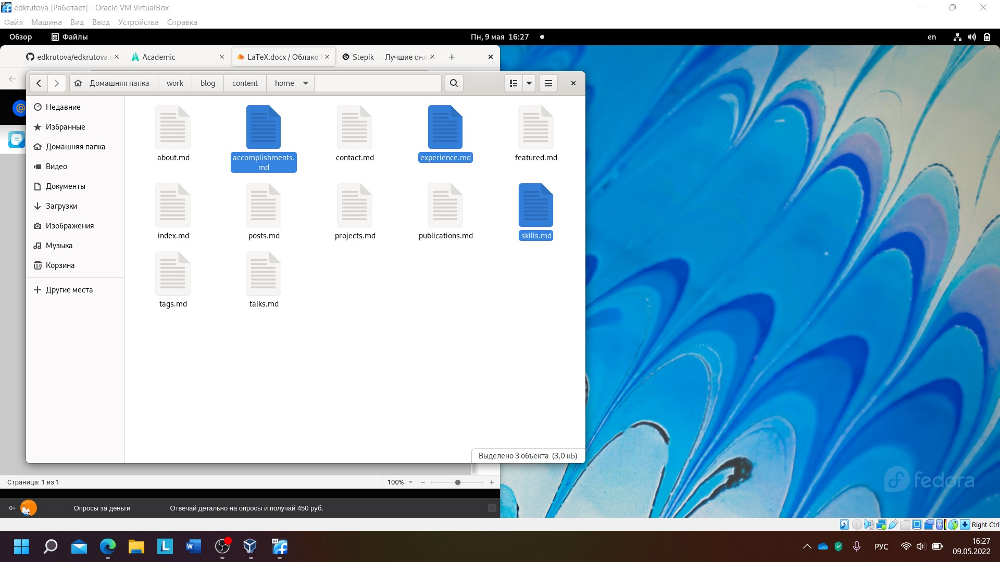 edkrutova [Работает] - Oracle VM VirtualBox
Файл Машина Вид Ввод Устройства Справка
Обзор Файлы Пн, 9 мая 16:27 en
edkrutova/edkrutova.g Academic LaTeX.docx / Облако Stepik — Лучшие онл
Домашняя папка work blog content home
Недавние
Избранные
Домашняя папка
Видео
Документы
Загрузки
Изображения
Музыка
Корзина
Другие места
about.md
accomplishments.
md
contact.md
experience.md
featured.md
index.md
posts.md
projects.md
publications.md
skills.md
tags.md
talks.md
Выделено 3 объекта (3,0 кБ)
Страница: 1 из 1 100%
0+ Опросы за деньги Отвечай детально на опросы и получай 450 руб.
fedora
Right Ctrl
64
РУС
16:27
09.05.2022